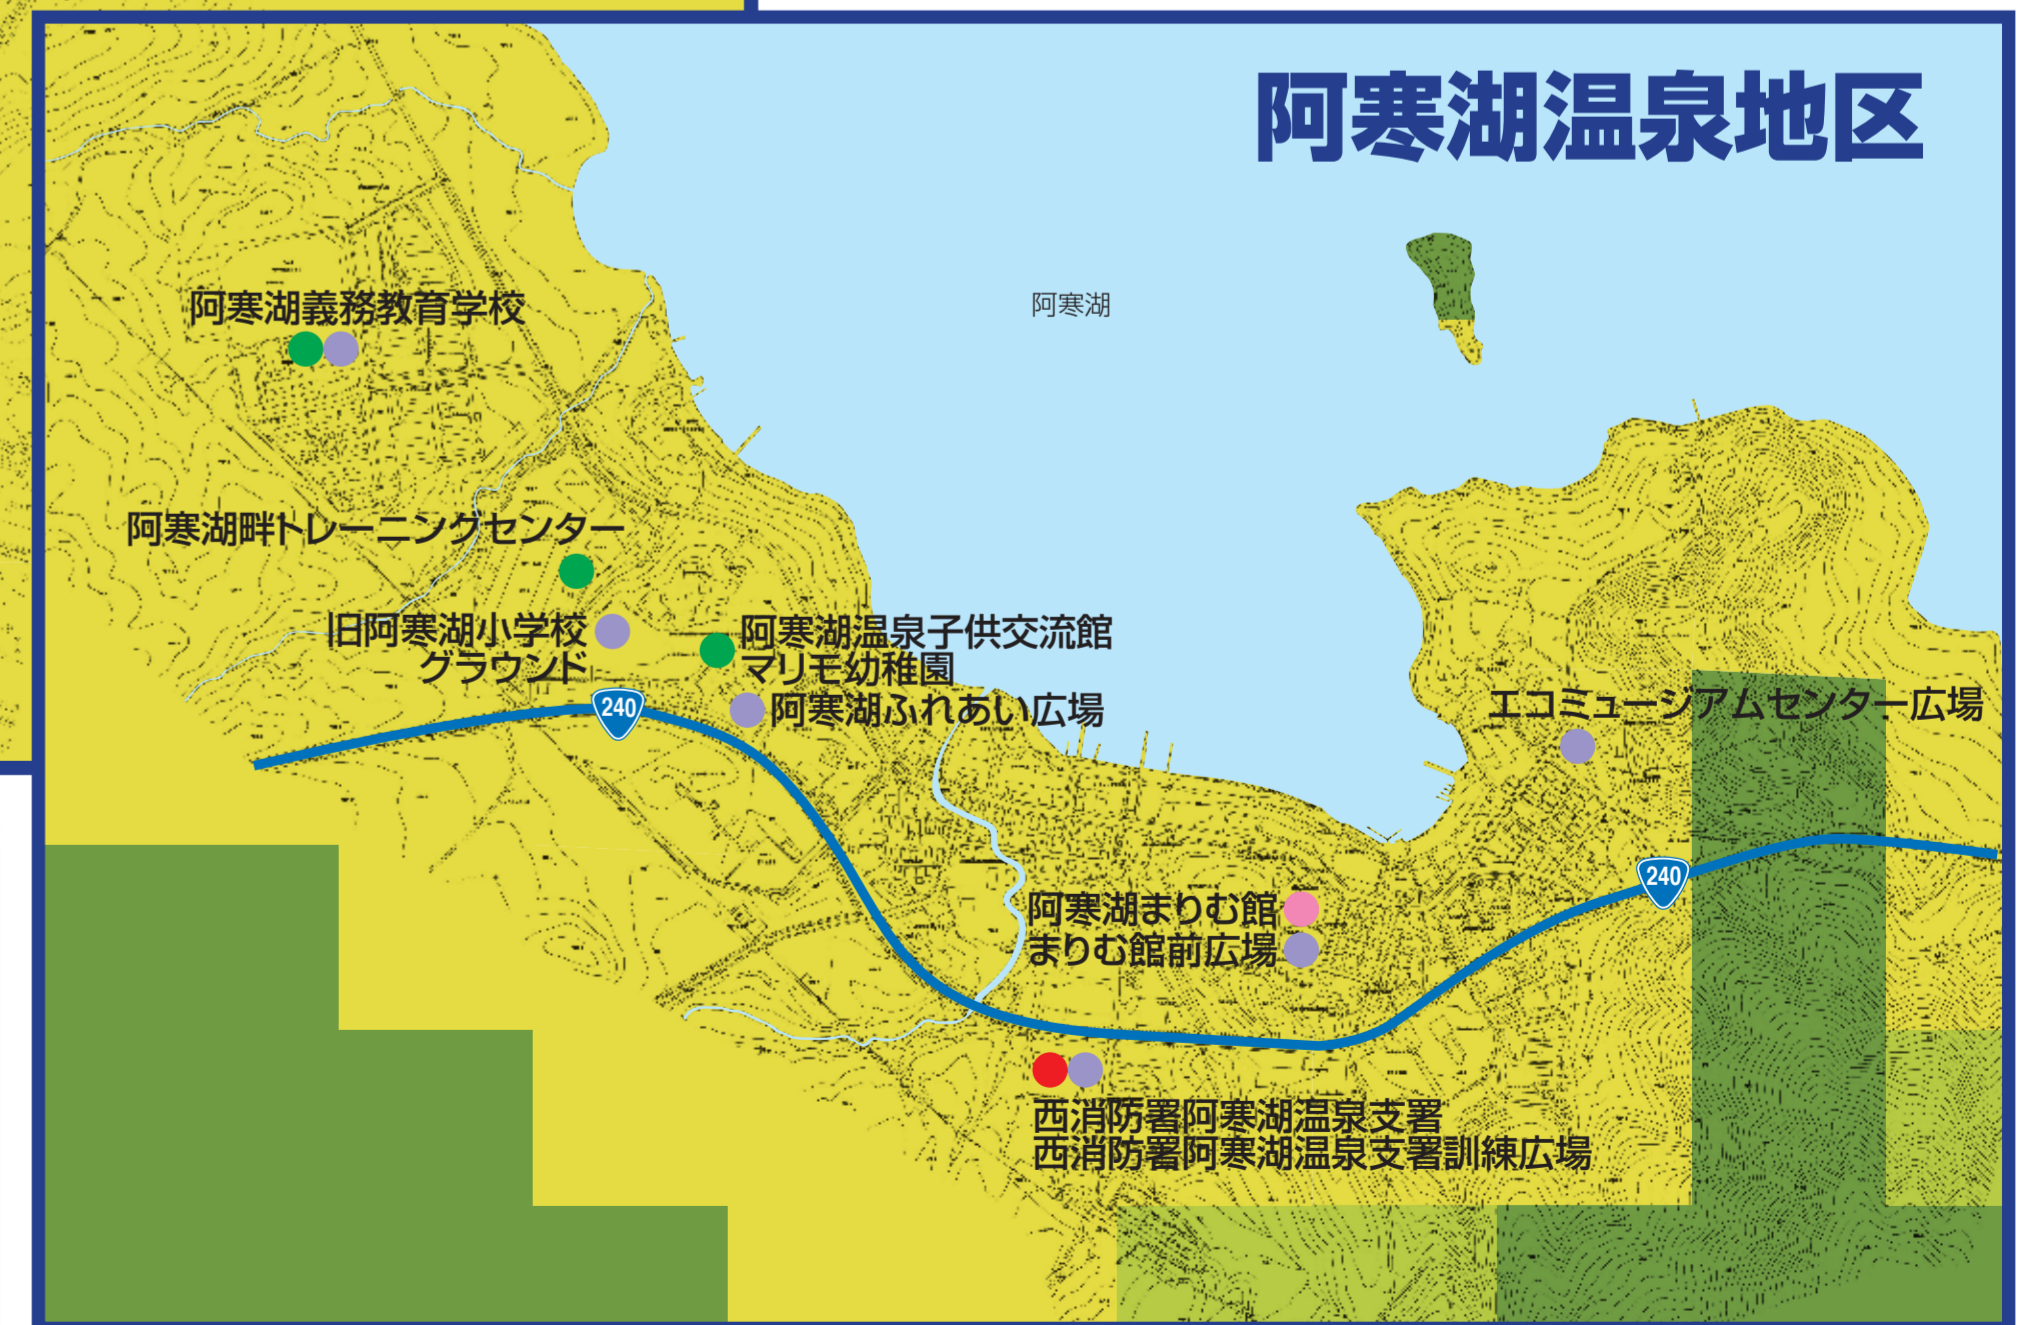 阿寒湖温泉地区
阿寒湖
阿寒湖義務教育学校
阿寒湖畔トレーニングセンター
旧阿寒湖小学校
グラウンド
阿寒湖温泉子供交流館
マリモ幼稚園
阿寒湖ふれあい広場
240
エコミュージアムセンター広場
240
阿寒湖まりむ館
まりむ館前広場
西消防署阿寒湖温泉支署
西消防署阿寒湖温泉支署訓練広場